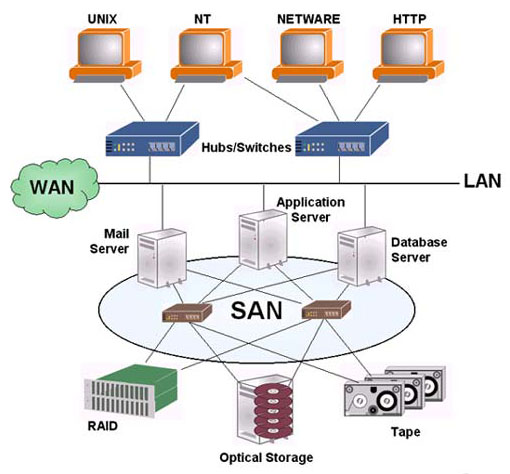 UNIX
NT
NETWARE
HTTP
Hubs/Switches
WAN
LAN
Mail
Server
Application
Server
Database
Server
SAN
RAID
Optical Storage
Tape